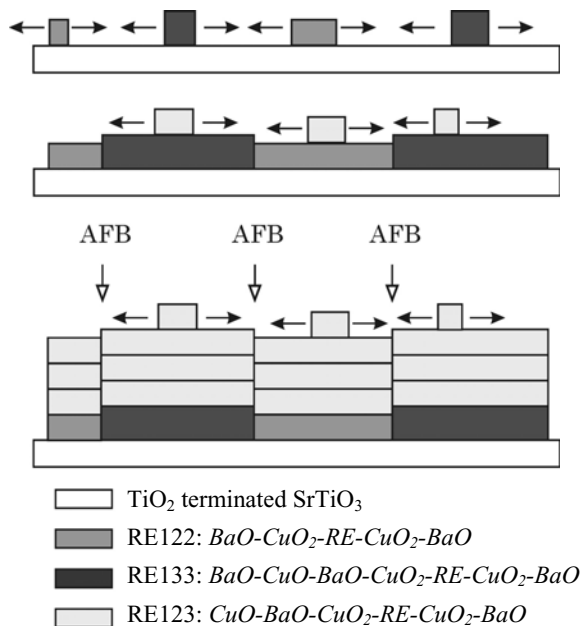 AFB AFB AFB
TiO₂ terminated SrTiO₃
RE122: BaO-CuO₂-RE-CuO₂-BaO
RE133: BaO-CuO-BaO-CuO₂-RE-CuO₂-BaO
RE123: CuO-BaO-CuO₂-RE-CuO₂-BaO